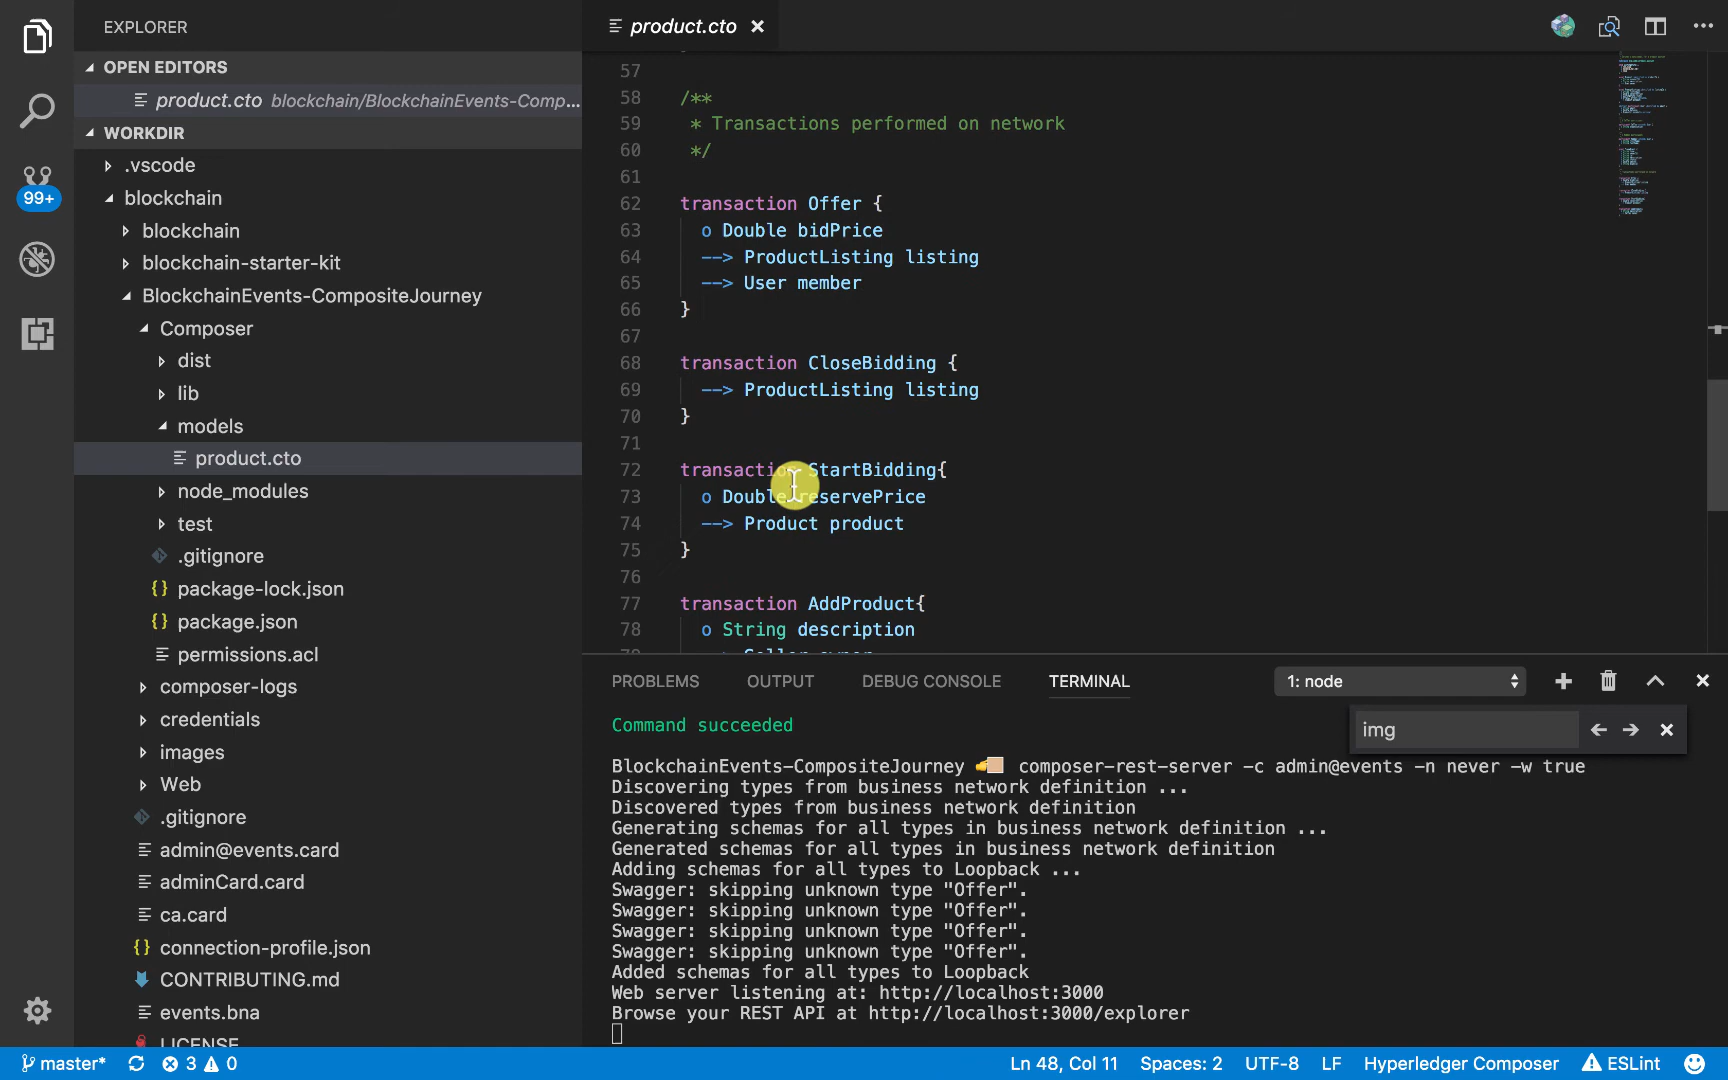 EXPLORER
OPEN EDITORS
product.cto blockchain/BlockchainEvents-Comp...
WORKDIR
.vscode
blockchain
blockchain
blockchain-starter-kit
BlockchainEvents-CompositeJourney
Composer
dist
lib
models
product.cto
node_modules
test
.gitignore
package-lock.json
package.json
permissions.acl
composer-logs
credentials
images
Web
.gitignore
admin@events.card
adminCard.card
ca.card
connection-profile.json
CONTRIBUTING.md
events.bna
LICENSE
99+
product.cto
57
58 /**
59 * Transactions performed on network
60 */
61
62 transaction Offer {
63 o Double bidPrice
64 --> ProductListing listing
65 --> User member
66 }
67
68 transaction CloseBidding {
69 --> ProductListing listing
70 }
71
72 transaction StartBidding{
73 o Double reservePrice
74 --> Product product
75 }
76
77 transaction AddProduct{
78 o String description
79 --> Seller owner
PROBLEMS OUTPUT DEBUG CONSOLE TERMINAL 1: node
img
Command succeeded
BlockchainEvents-CompositeJourney 👉🏼 composer-rest-server -c admin@events -n never -w true
Discovering types from business network definition ...
Discovered types from business network definition
Generating schemas for all types in business network definition ...
Generated schemas for all types in business network definition
Adding schemas for all types to Loopback ...
Swagger: skipping unknown type "Offer".
Swagger: skipping unknown type "Offer".
Swagger: skipping unknown type "Offer".
Swagger: skipping unknown type "Offer".
Added schemas for all types to Loopback
Web server listening at: http://localhost:3000
Browse your REST API at http://localhost:3000/explorer
master* 3 0 Ln 48, Col 11 Spaces: 2 UTF-8 LF Hyperledger Composer ESLint